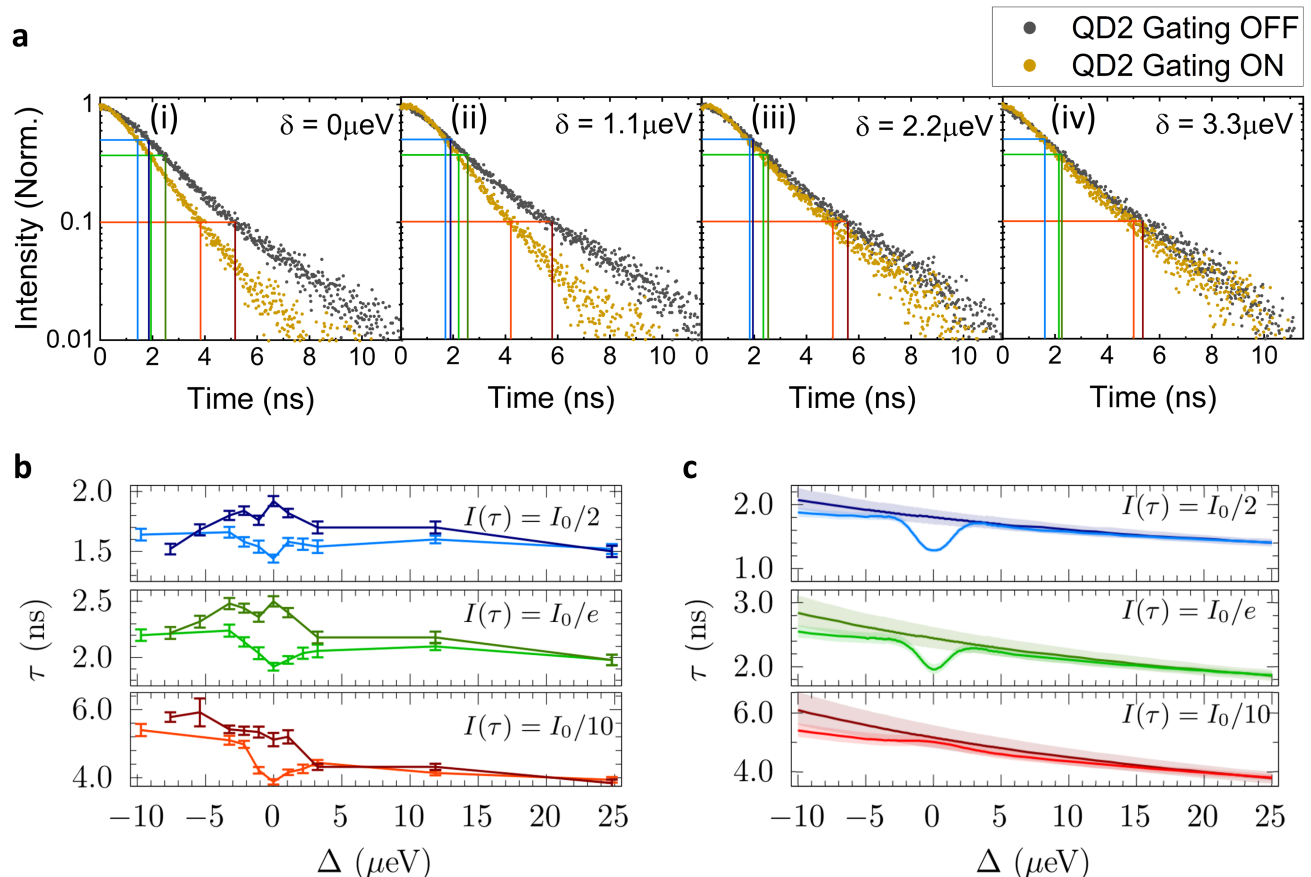 a
QD2 Gating OFF
QD2 Gating ON
Intensity (Norm.)
1
0.1
0.01
(i)
δ = 0μeV
(ii)
δ = 1.1μeV
(iii)
δ = 2.2μeV
(iv)
δ = 3.3μeV
0 2 4 6 8 10
0 2 4 6 8 10
0 2 4 6 8 10
0 2 4 6 8 10
Time (ns)
Time (ns)
Time (ns)
Time (ns)
b
2.0
1.5
I(τ) = I₀/2
2.5
2.0
I(τ) = I₀/e
6.0
4.0
I(τ) = I₀/10
τ (ns)
−10 −5 0 5 10 15 20 25
Δ (μeV)
c
2.0
1.0
I(τ) = I₀/2
3.0
2.0
I(τ) = I₀/e
6.0
4.0
I(τ) = I₀/10
τ (ns)
−10 −5 0 5 10 15 20 25
Δ (μeV)